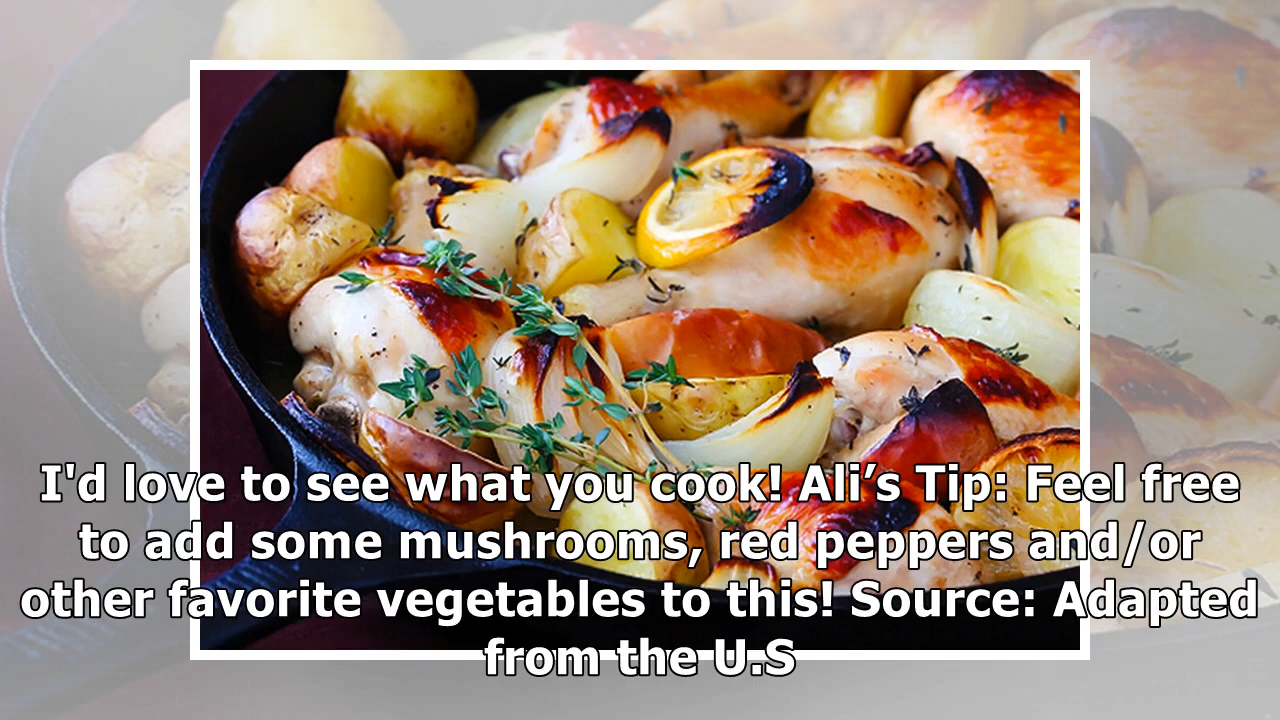 I'd love to see what you cook! Ali’s Tip: Feel free
to add some mushrooms, red peppers and/or
other favorite vegetables to this! Source: Adapted
from the U.S